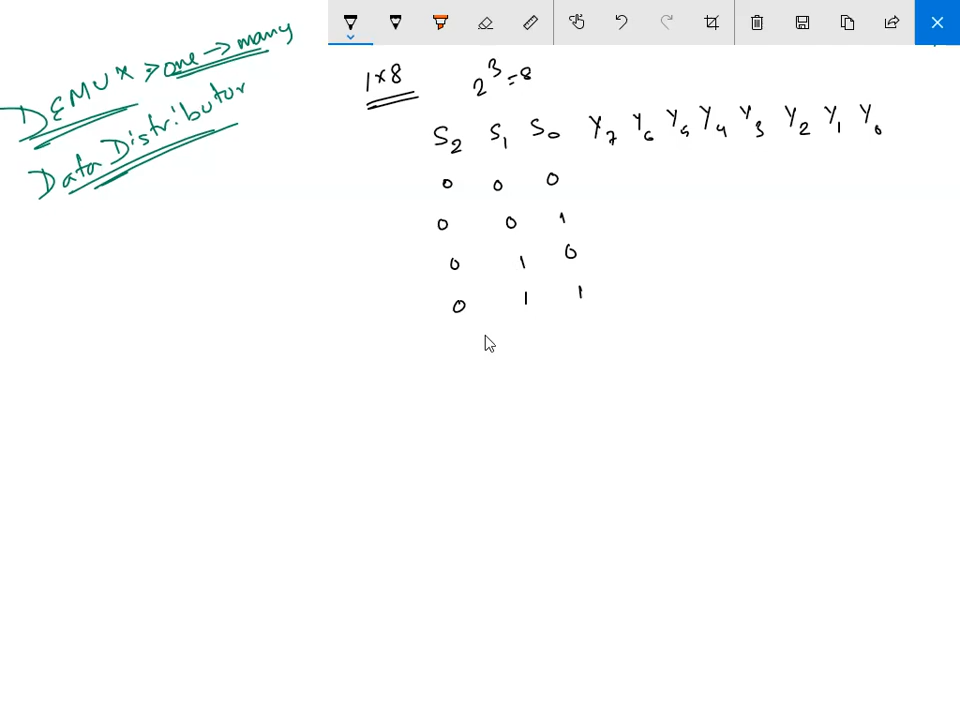 DEMUX ⇒ one → many
Data Distributor
1×8 2³=8
S₂ S₁ S₀ Y₇ Y₆ Y₅ Y₄ Y₃ Y₂ Y₁ Y₀
0 0 0
0 0 1
0 1 0
0 1 1